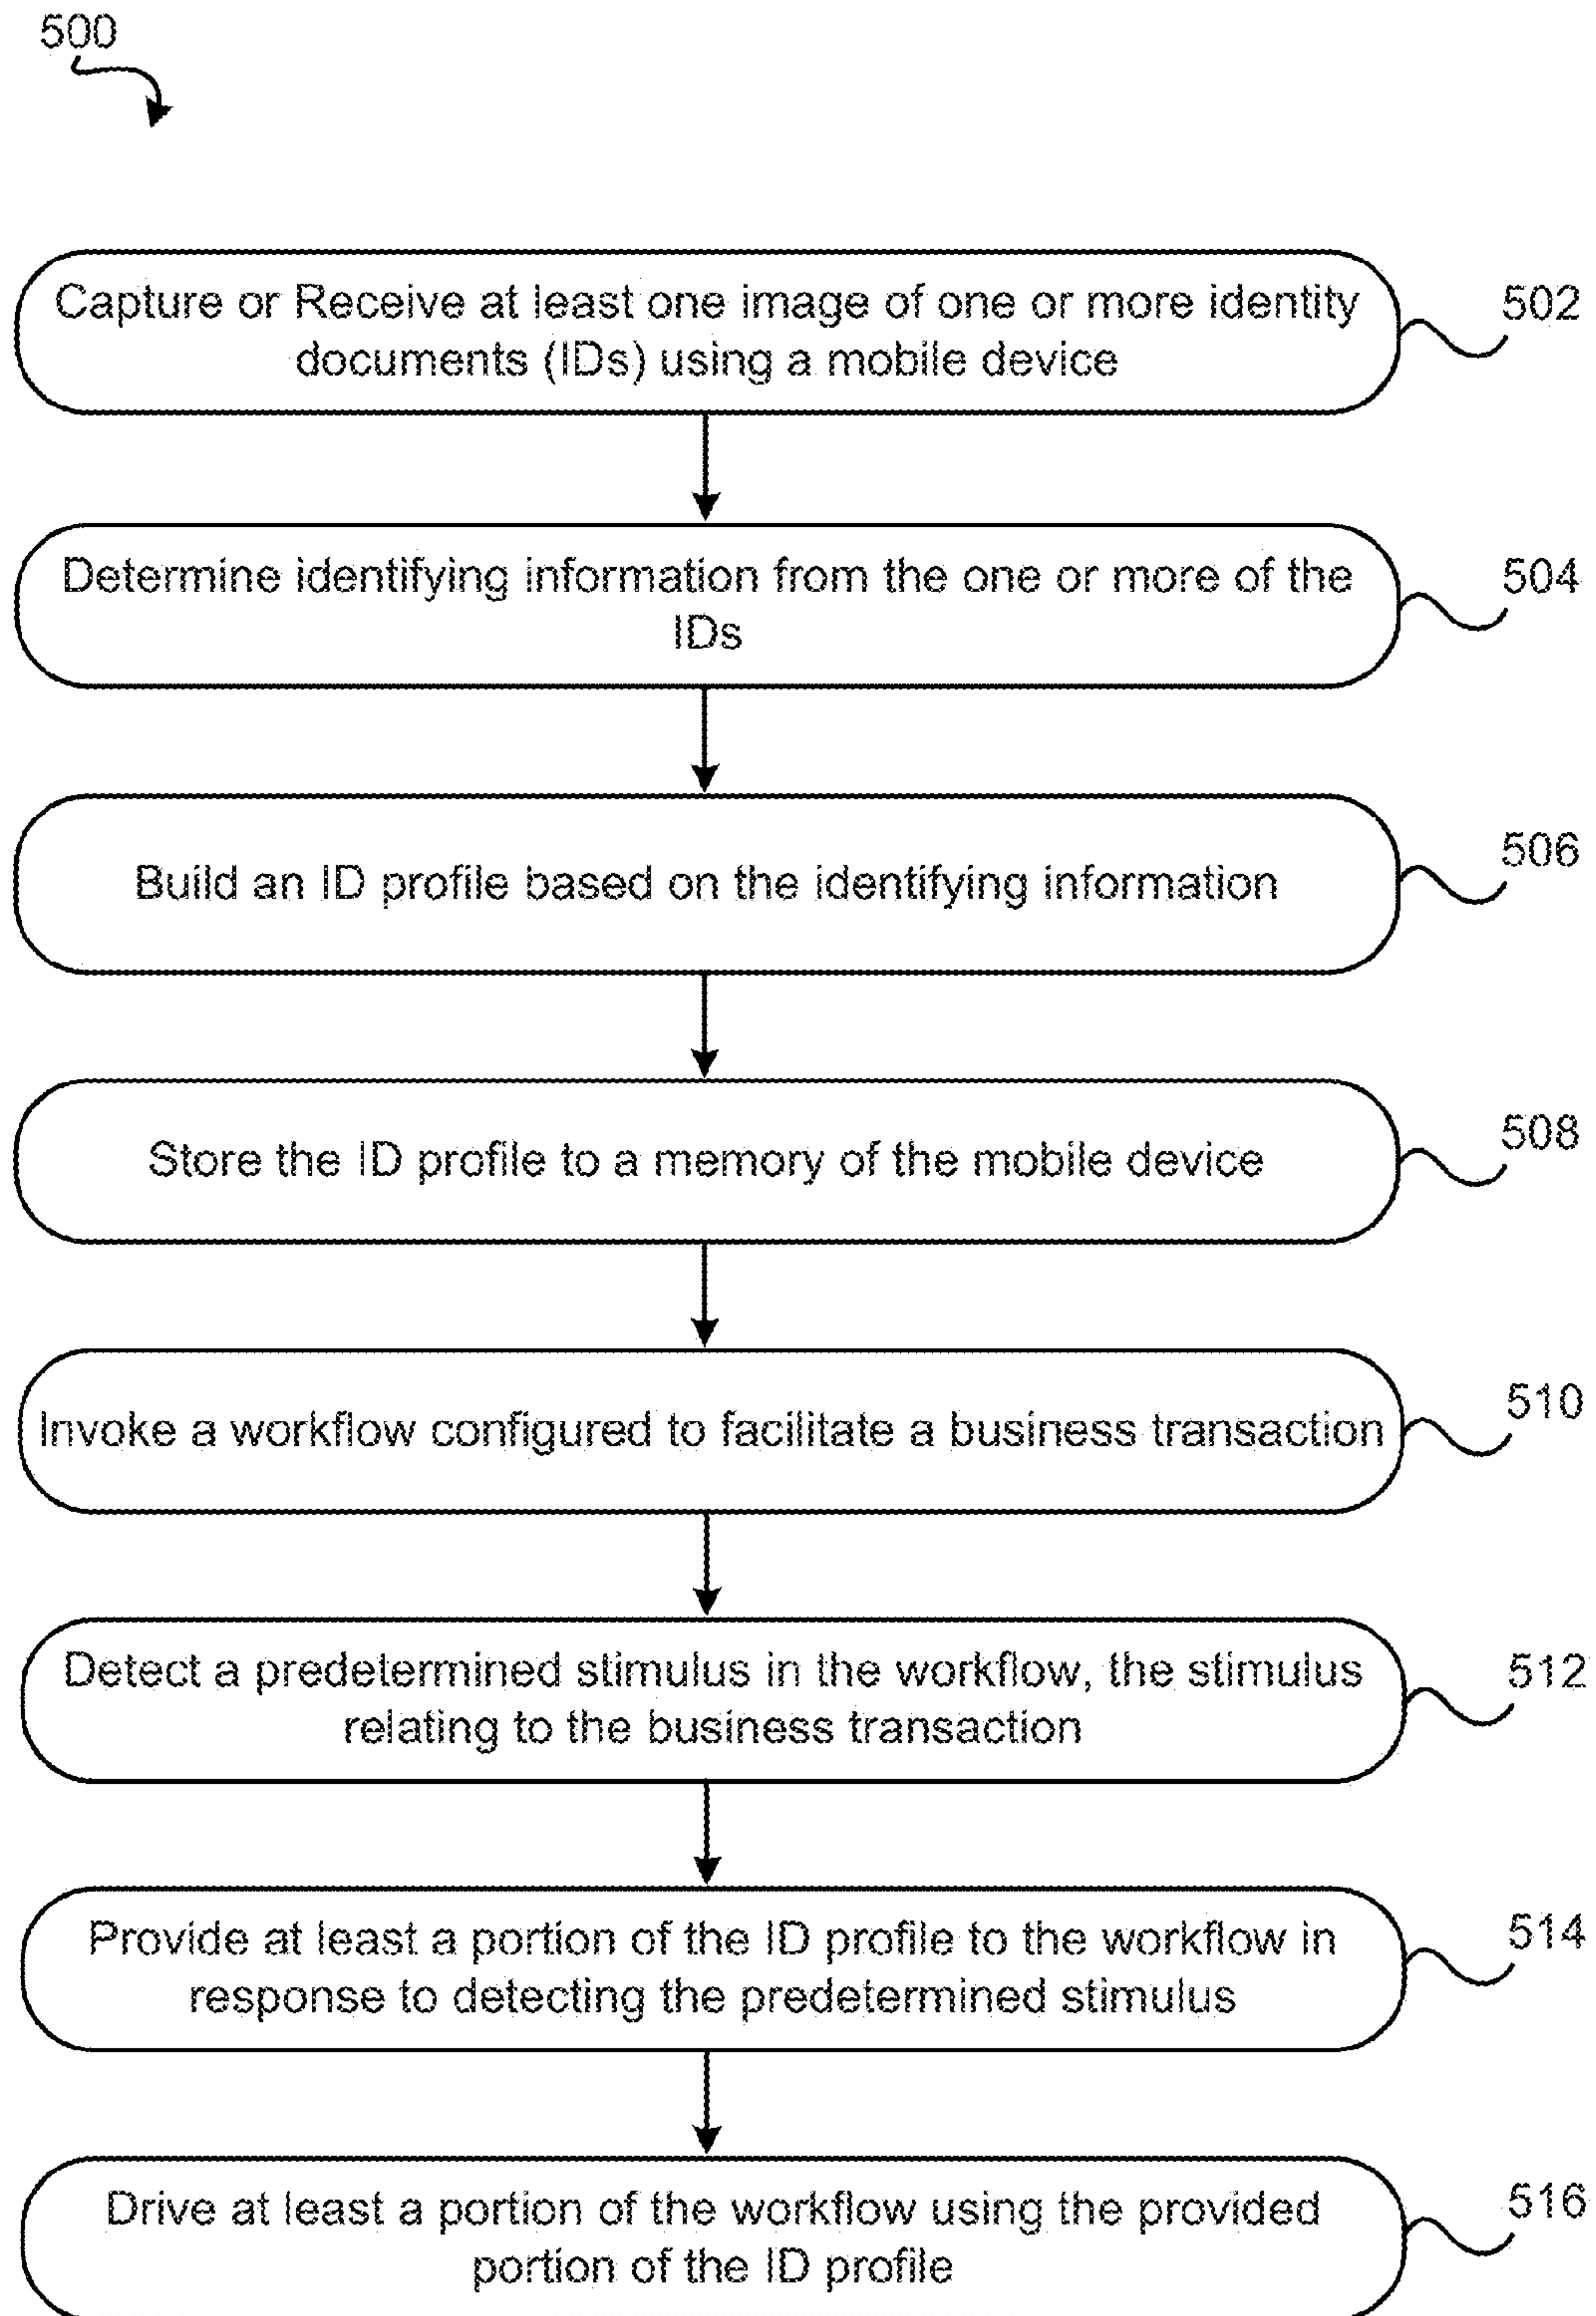 500
Capture or Receive at least one image of one or more identity
documents (IDs) using a mobile device
502
Determine identifying information from the one or more of the
IDs
504
Build an ID profile based on the identifying information
506
Store the ID profile to a memory of the mobile device
508
Invoke a workflow configured to facilitate a business transaction
510
Detect a predetermined stimulus in the workflow, the stimulus
relating to the business transaction
512
Provide at least a portion of the ID profile to the workflow in
response to detecting the predetermined stimulus
514
Drive at least a portion of the workflow using the provided
portion of the ID profile
516